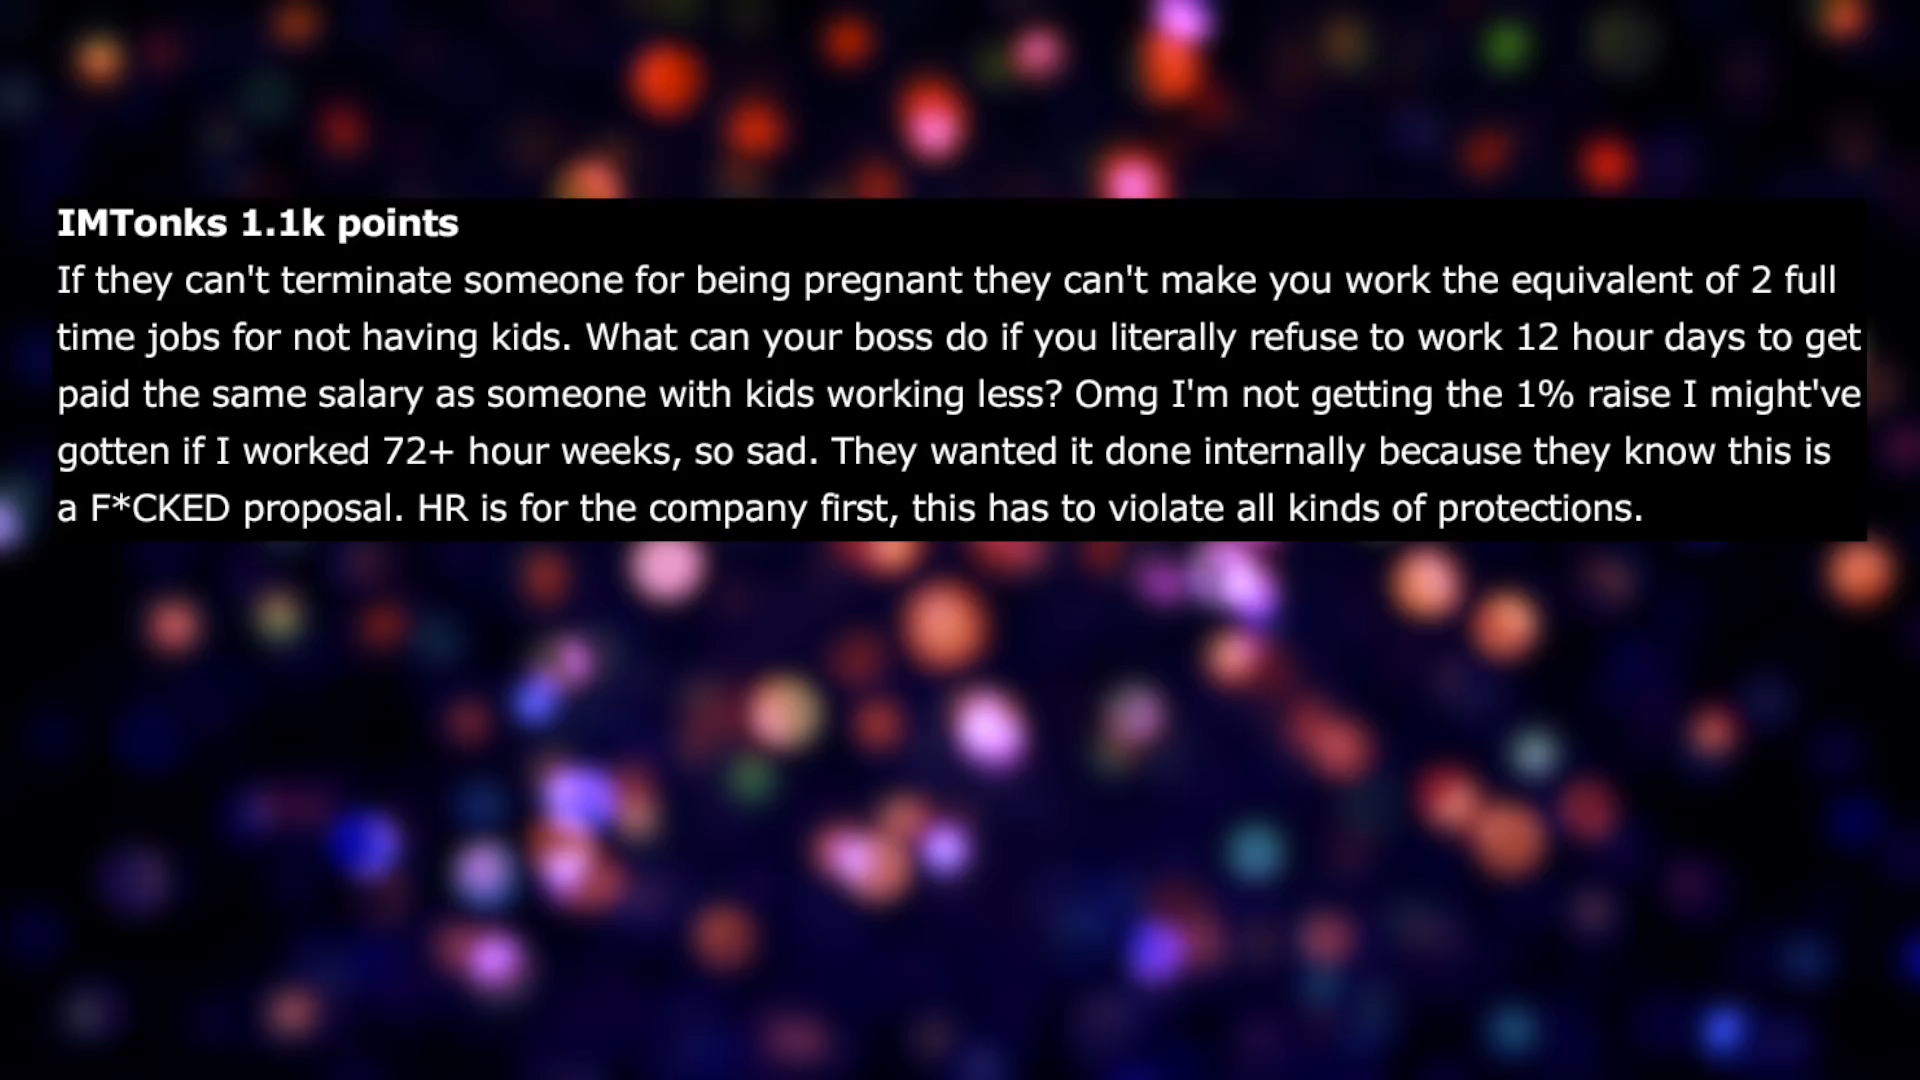 IMTonks 1.1k points
If they can't terminate someone for being pregnant they can't make you work the equivalent of 2 full
time jobs for not having kids. What can your boss do if you literally refuse to work 12 hour days to get
paid the same salary as someone with kids working less? Omg I'm not getting the 1% raise I might've
gotten if I worked 72+ hour weeks, so sad. They wanted it done internally because they know this is
a F*CKED proposal. HR is for the company first, this has to violate all kinds of protections.